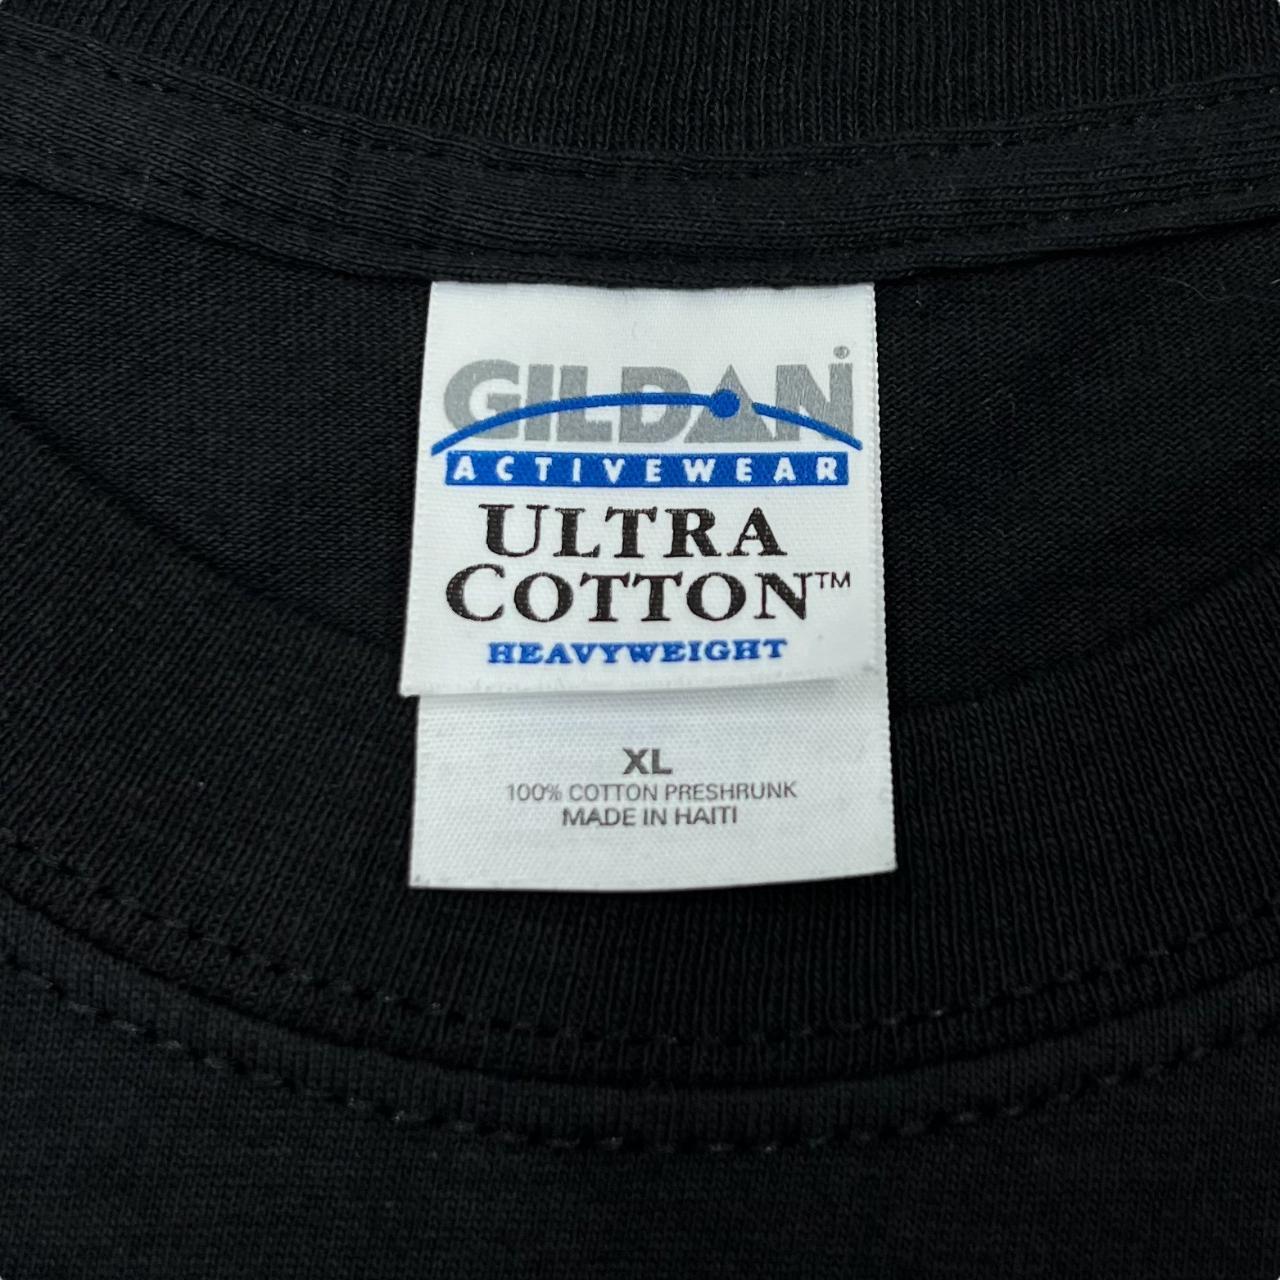 GILDAN®
ACTIVEWEAR
ULTRA
COTTON™
HEAVYWEIGHT
XL
100% COTTON PRESHRUNK
MADE IN HAITI